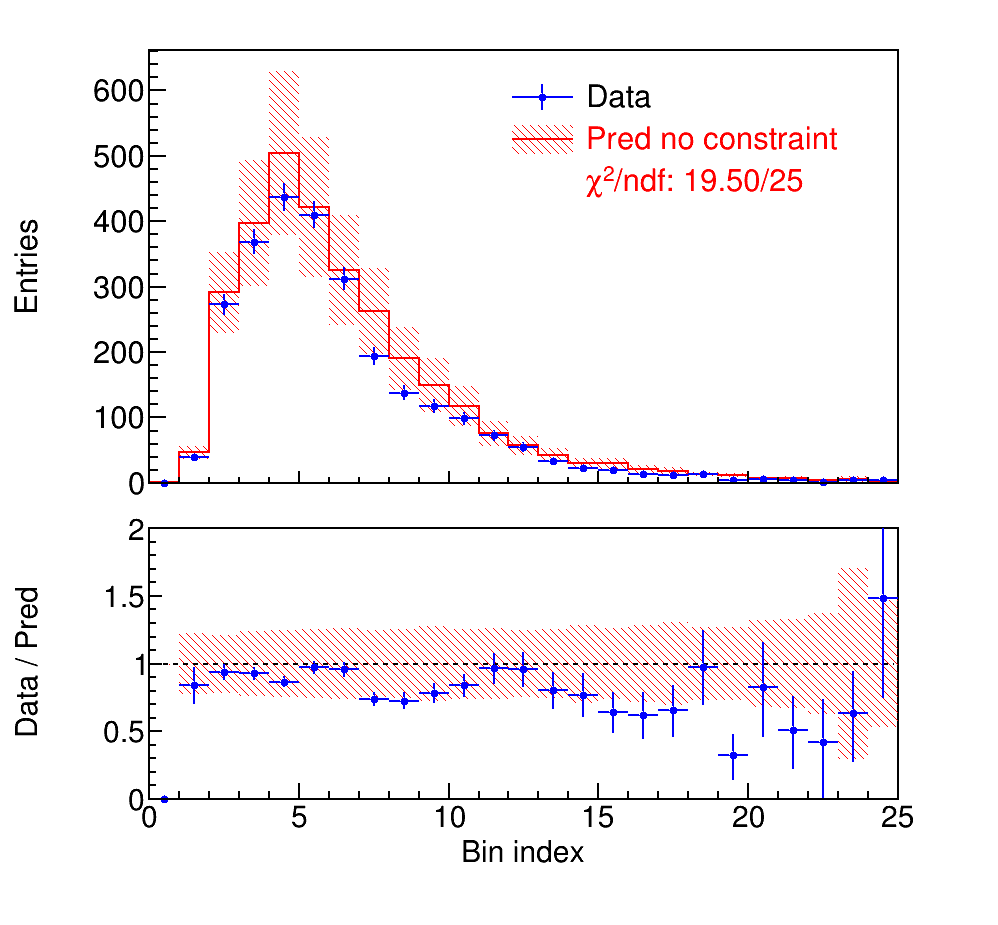 Entries
600
500
400
300
200
100
0
Data
Pred no constraint
χ²/ndf: 19.50/25
Data / Pred
2
1.5
1
0.5
0
0 5 10 15 20 25
Bin index